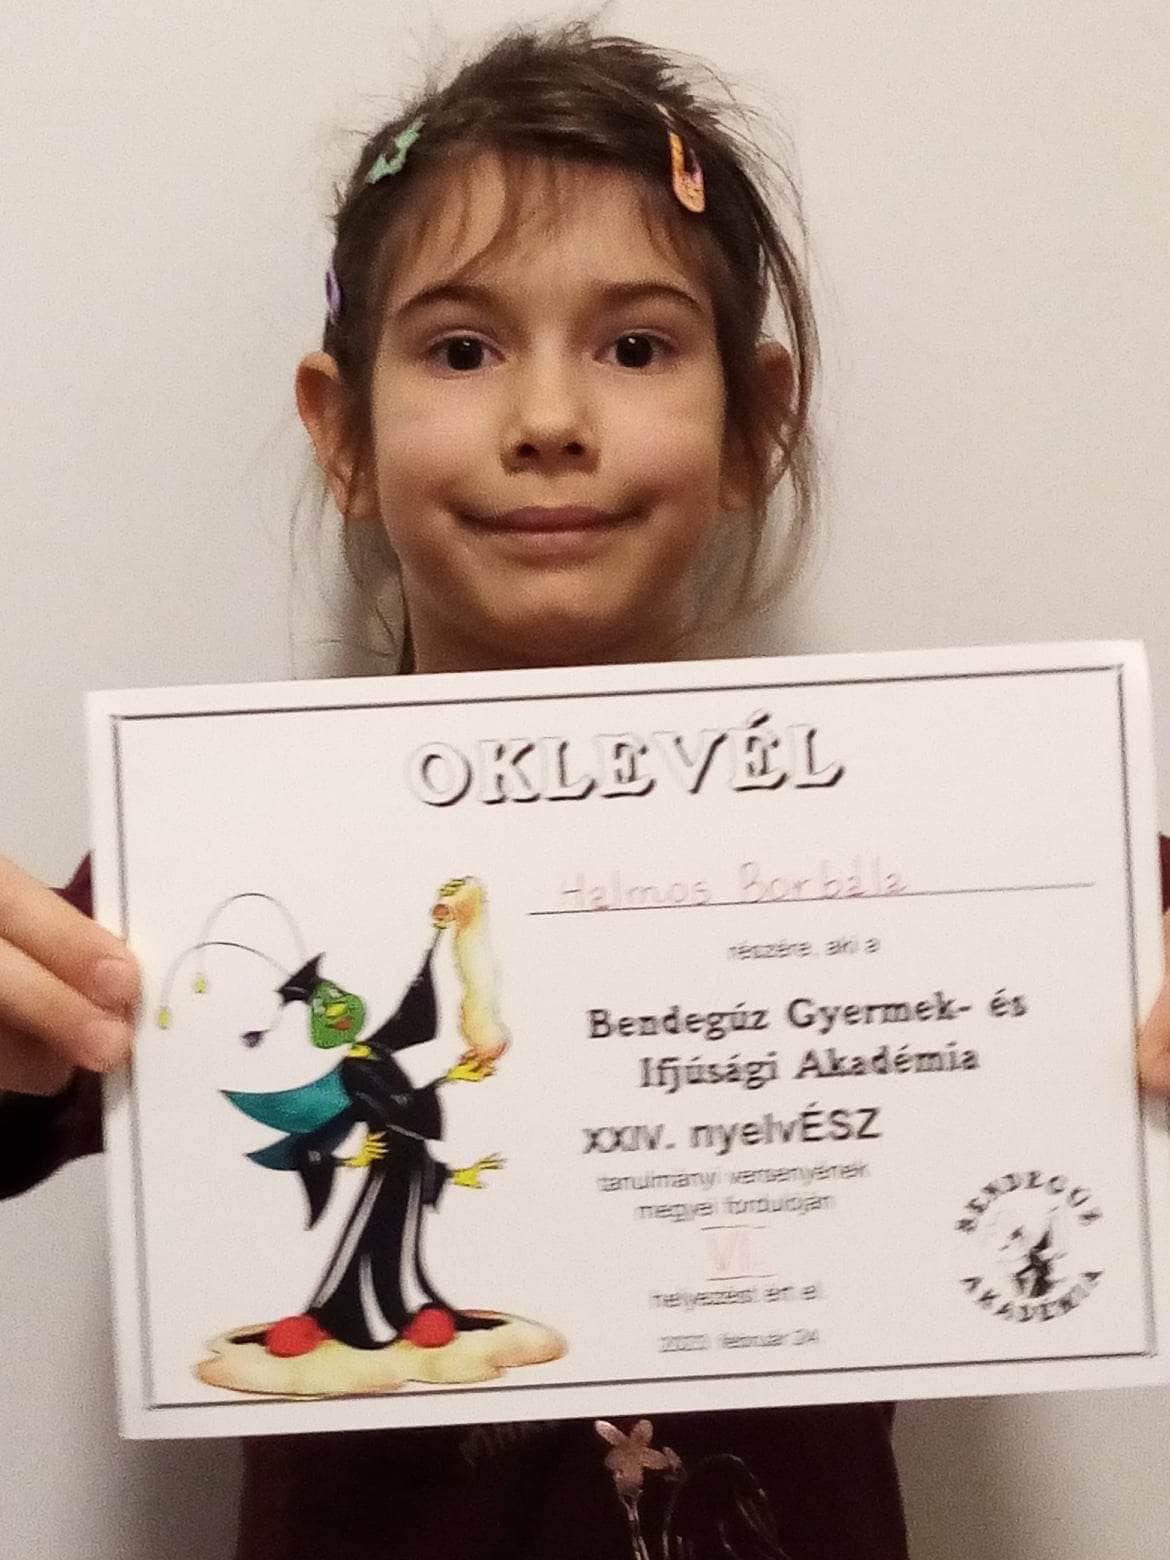 OKLEVÉL
Halmos Borbála
részére, aki a
Bendegúz Gyermek- és
Ifjúsági Akadémia
XXIV. nyelvÉSZ
tanulmányi versenyének
megyei fordulóján
VI.
helyezést ért el.
február 24
BENDEGÚZ
AKADÉMIA